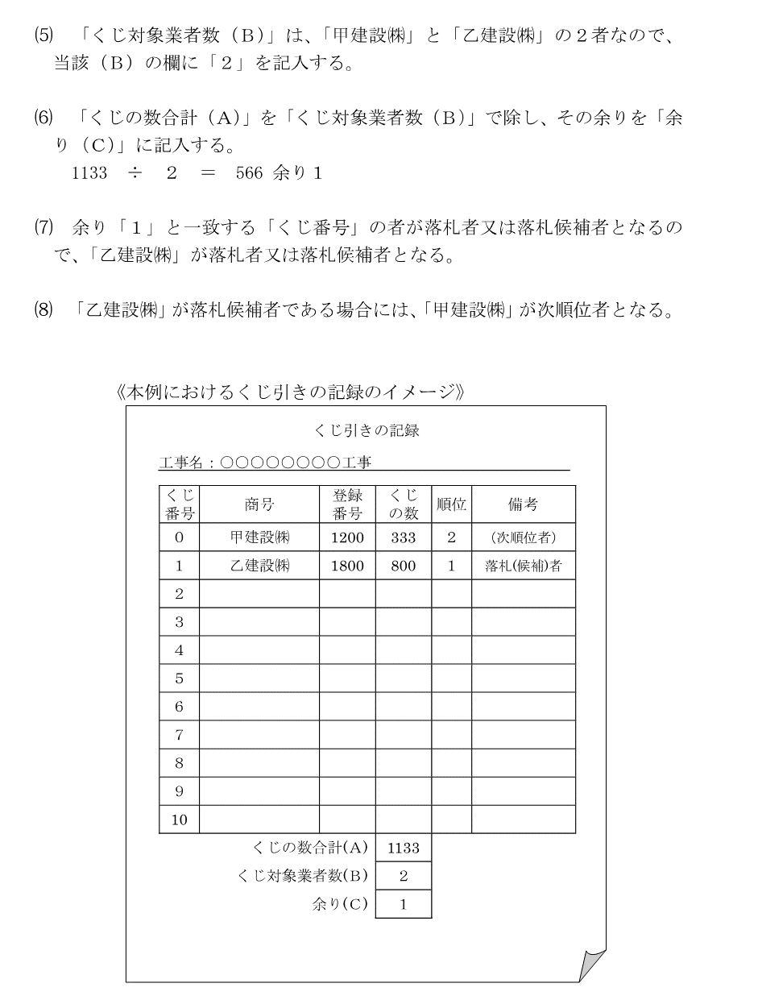 ⑸　「くじ対象業者数（Ｂ）」は、「甲建設㈱」と「乙建設㈱」の２者なので、
当該（Ｂ）の欄に「２」を記入する。
⑹　「くじの数合計（Ａ）」を「くじ対象業者数（Ｂ）」で除し、その余りを「余
り（Ｃ）」に記入する。
1133　÷　２　＝　566 余り１
⑺　余り「１」と一致する「くじ番号」の者が落札者又は落札候補者となるの
で、「乙建設㈱」が落札者又は落札候補者となる。
⑻　「乙建設㈱」が落札候補者である場合には、「甲建設㈱」が次順位者となる。
《本例におけるくじ引きの記録のイメージ》
くじ引きの記録
工事名：○○○○○○○○工事
くじ番号　商号　登録番号　くじの数　順位　備考
0　甲建設㈱　1200　333　2　（次順位者）
1　乙建設㈱　1800　800　1　落札(候補)者
2
3
4
5
6
7
8
9
10
くじの数合計(Ａ)　1133
くじ対象業者数(Ｂ)　2
余り(Ｃ)　1